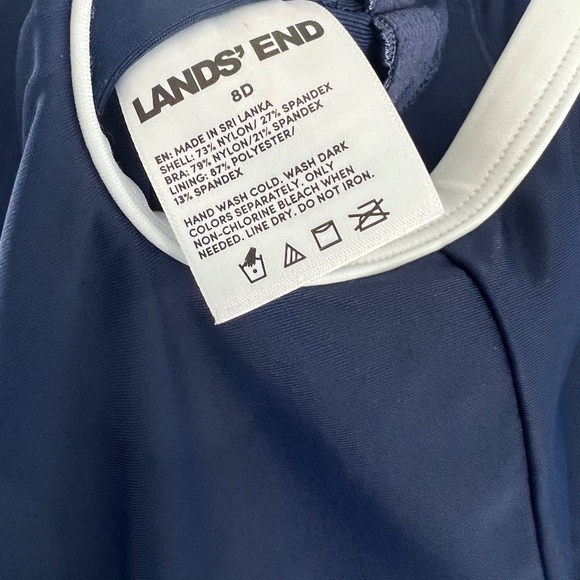 LANDS' END
8D
EN: MADE IN SRI LANKA
SHELL: 73% NYLON/ 27% SPANDEX
BRA: 79% NYLON/21% SPANDEX
LINING: 87% POLYESTER/
13% SPANDEX
HAND WASH COLD. WASH DARK
COLORS SEPARATELY. ONLY
NON-CHLORINE BLEACH WHEN
NEEDED. LINE DRY. DO NOT IRON.